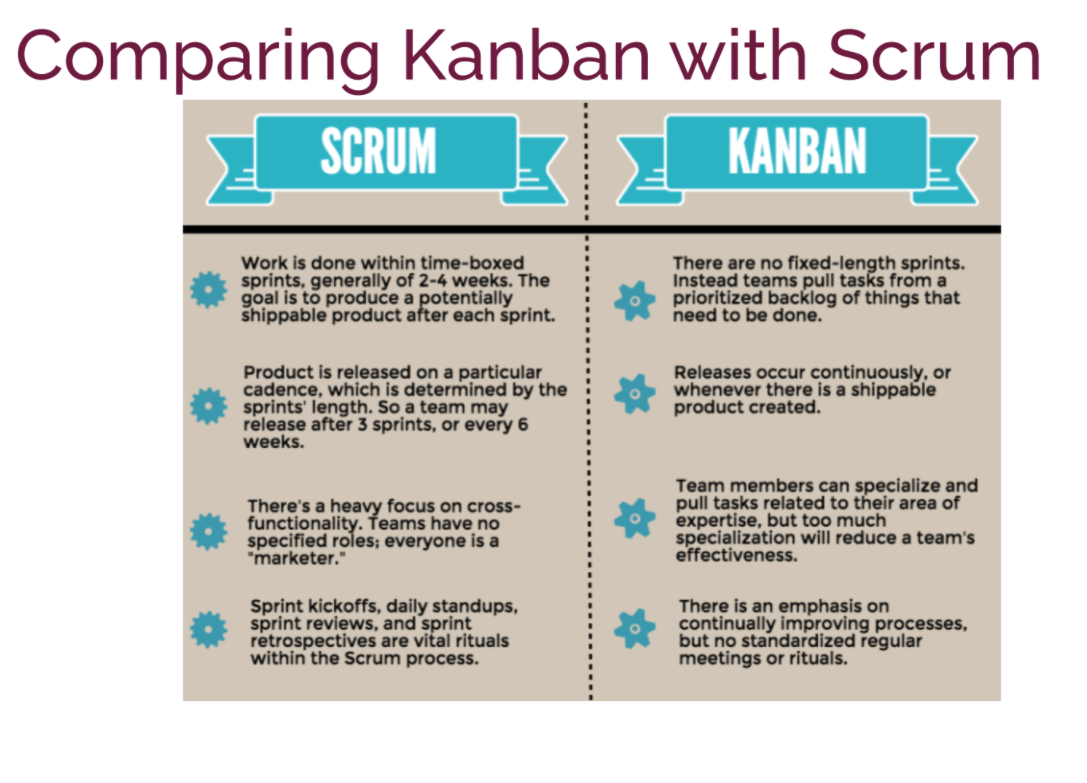 Comparing Kanban with Scrum
SCRUM
Work is done within time-boxed
sprints, generally of 2-4 weeks. The
goal is to produce a potentially
shippable product after each sprint.
Product is released on a particular
cadence, which is determined by the
sprints' length. So a team may
release after 3 sprints, or every 6
weeks.
There's a heavy focus on cross-
functionality. Teams have no
specified roles; everyone is a
"marketer."
Sprint kickoffs, daily standups,
sprint reviews, and sprint
retrospectives are vital rituals
within the Scrum process.
KANBAN
There are no fixed-length sprints.
Instead teams pull tasks from a
prioritized backlog of things that
need to be done.
Releases occur continuously, or
whenever there is a shippable
product created.
Team members can specialize and
pull tasks related to their area of
expertise, but too much
specialization will reduce a team's
effectiveness.
There is an emphasis on
continually improving processes,
but no standardized regular
meetings or rituals.